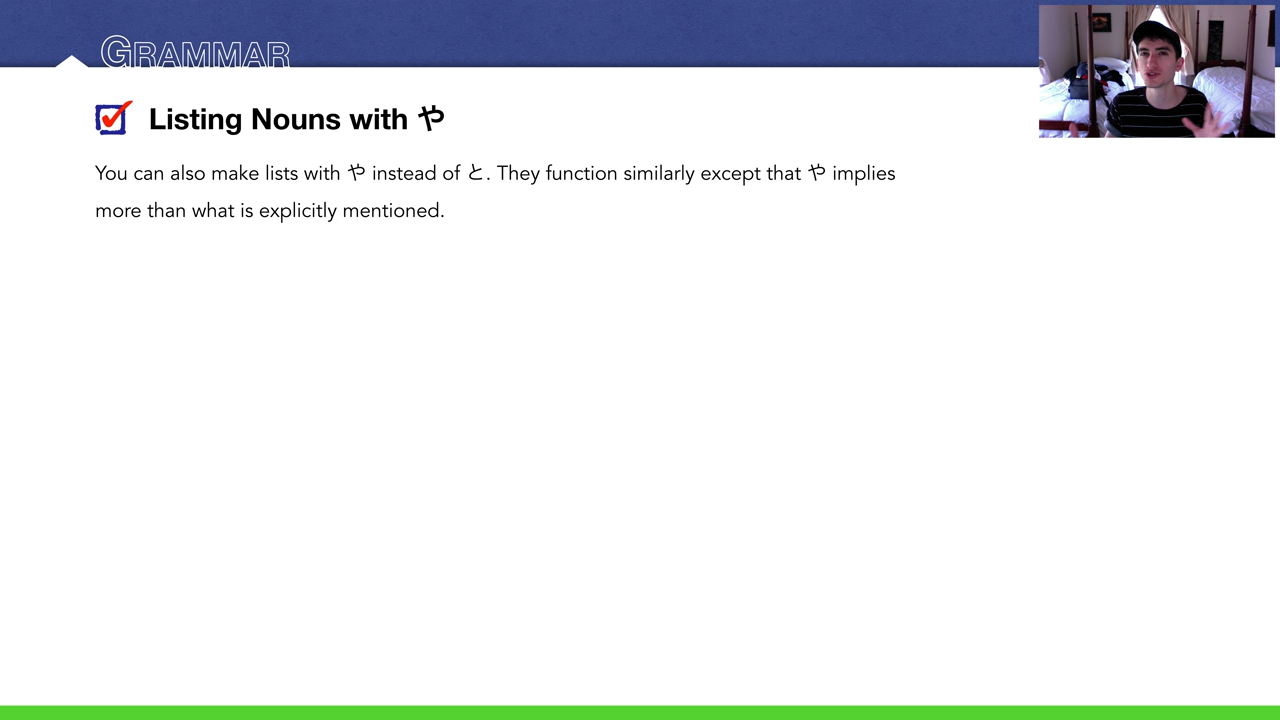 GRAMMAR
Listing Nouns with や
You can also make lists with や instead of と. They function similarly except that や implies
more than what is explicitly mentioned.